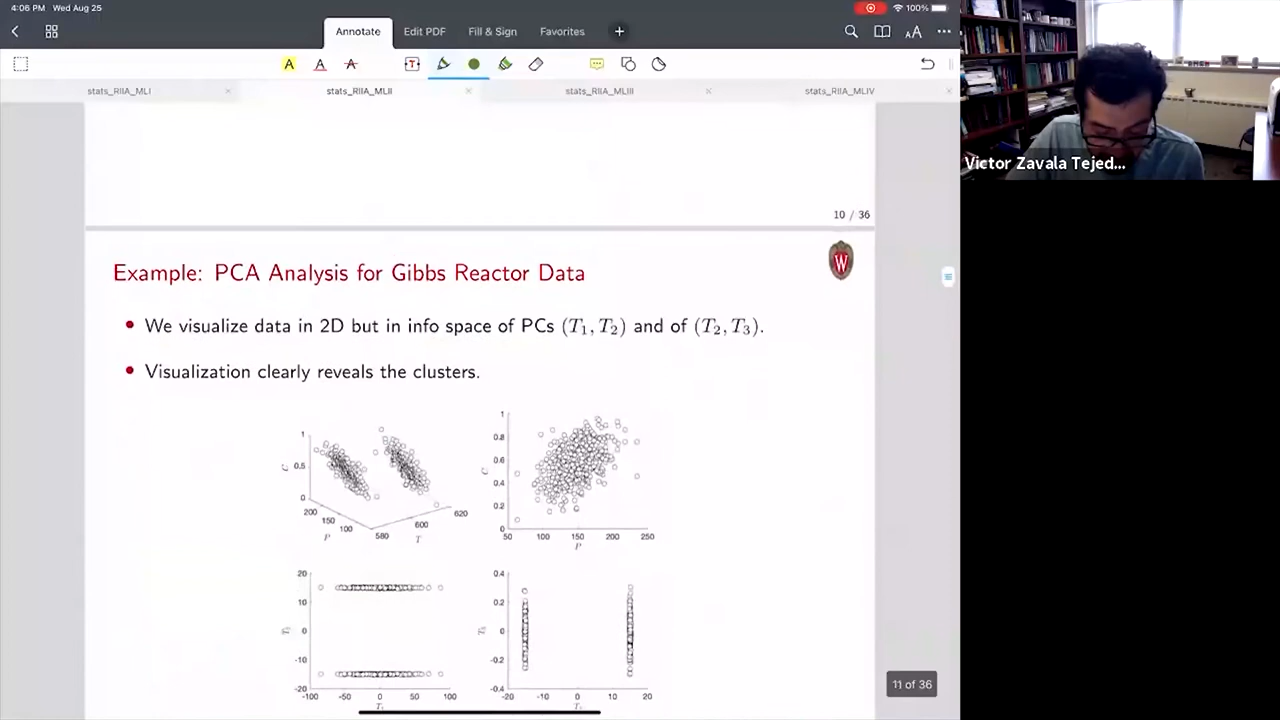 4:06 PM Wed Aug 25
100%
Annotate
Edit PDF
Fill & Sign
Favorites
AA
A A A T
stats_RIIA_MLI
stats_RIIA_MLII
stats_RIIA_MLIII
stats_RIIA_MLIV
Victor Zavala Tejed...
10 / 36
W
Example: PCA Analysis for Gibbs Reactor Data
We visualize data in 2D but in info space of PCs (T₁, T₂) and of (T₂, T₃).
Visualization clearly reveals the clusters.
C
1
0.5
0
200
150
100
P
580
600
620
T
C
1
0.8
0.6
0.4
0.2
0
50 100 150 200 250
P
20
10
0
-10
-20
-100 -50 0 50 100
0.4
0.2
0
-0.2
-0.4
-20 -10 0 10 20
11 of 36